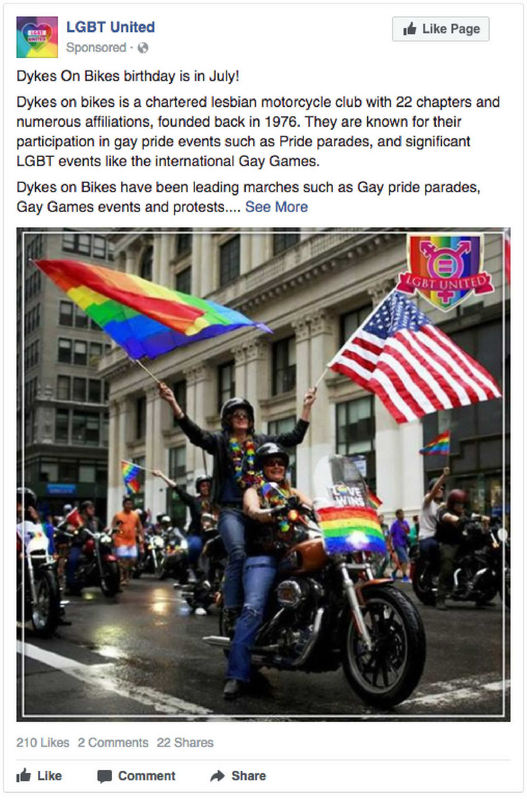 LGBT United
Sponsored ·
Like Page
Dykes On Bikes birthday is in July!
Dykes on bikes is a chartered lesbian motorcycle club with 22 chapters and
numerous affiliations, founded back in 1976. They are known for their
participation in gay pride events such as Pride parades, and significant
LGBT events like the international Gay Games.
Dykes on Bikes have been leading marches such as Gay pride parades,
Gay Games events and protests.... See More
LGBT UNITED
LOVE
WINS
210 Likes 2 Comments 22 Shares
Like Comment Share